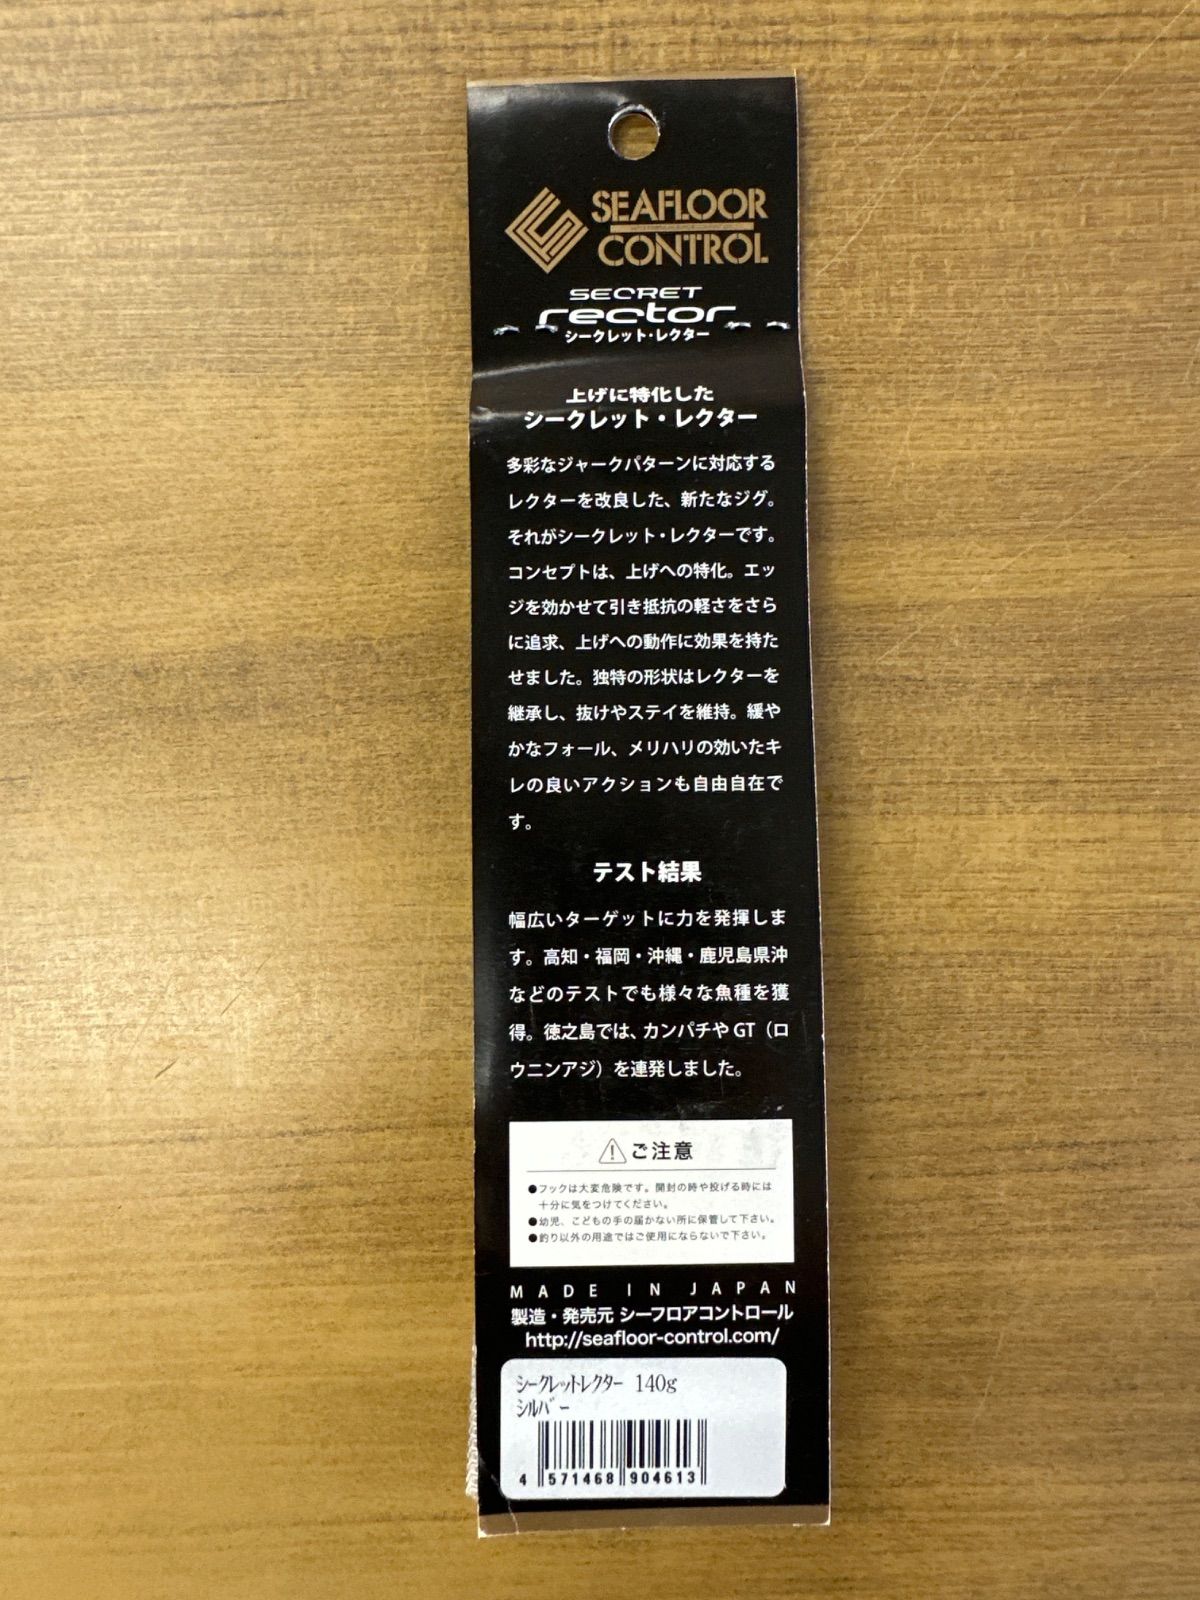 SEAFLOOR
CONTROL
SECRET
rector
シークレット・レクター
上げに特化した
シークレット・レクター
多彩なジャークパターンに対応する
レクターを改良した、新たなジグ。
それがシークレット・レクターです。
コンセプトは、上げへの特化。エッ
ジを効かせて引き抵抗の軽さをさら
に追求、上げへの動作に効果を持た
せました。独特の形状はレクターを
継承し、抜けやステイを維持。緩や
かなフォール、メリハリの効いたキ
レの良いアクションも自由自在で
す。
テスト結果
幅広いターゲットに力を発揮しま
す。高知・福岡・沖縄・鹿児島県沖
などのテストでも様々な魚種を獲
得。徳之島では、カンパチや GT（ロ
ウニンアジ）を連発しました。
ご注意
●フックは大変危険です。開封の時や投げる時には
十分に気をつけてください。
●幼児、こどもの手の届かない所に保管して下さい。
●釣り以外の用途ではご使用にならないで下さい。
MADE IN JAPAN
製造・発売元 シーフロアコントロール
http://seafloor-control.com/
シークレットレクター 140g
シルバー
4 571468 904613